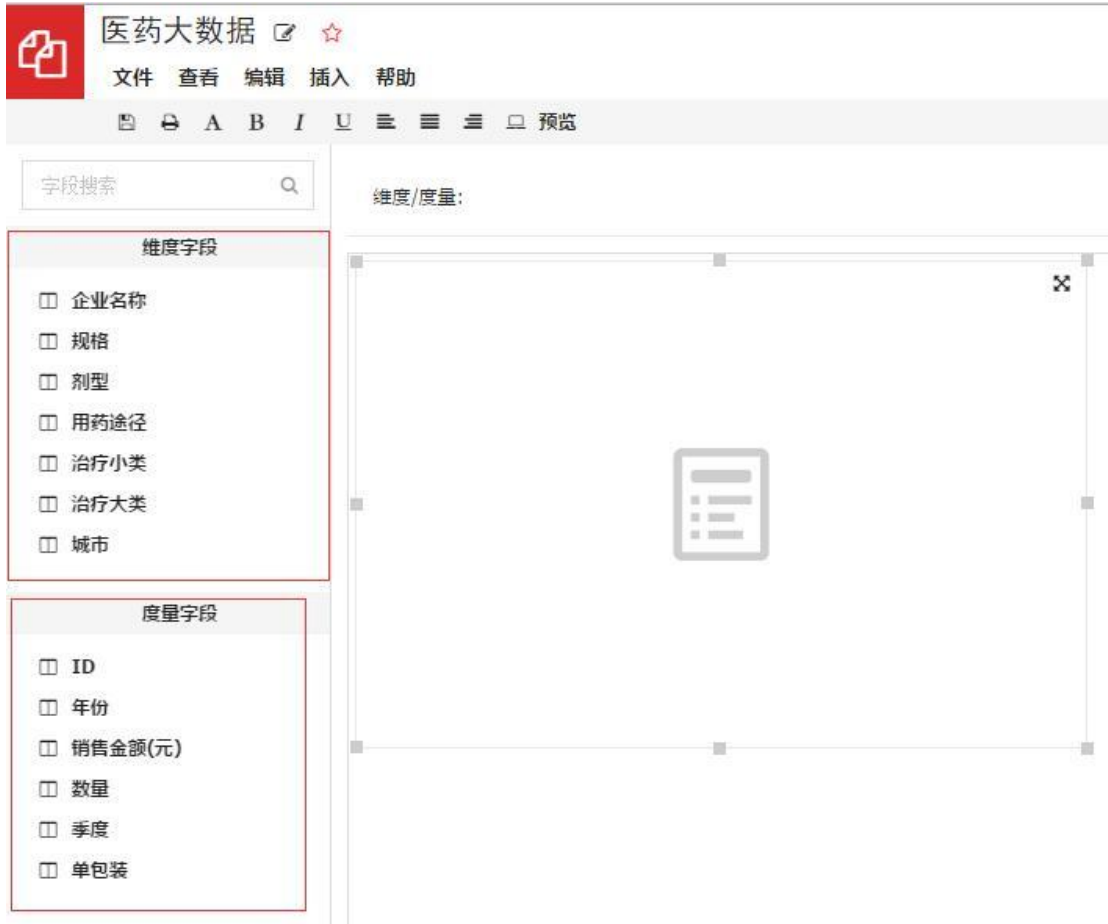 医药大数据
文件 查看 编辑 插入 帮助
A B I U 预览
字段搜索
维度/度量:
维度字段
企业名称
规格
剂型
用药途径
治疗小类
治疗大类
城市
度量字段
ID
年份
销售金额(元)
数量
季度
单包装